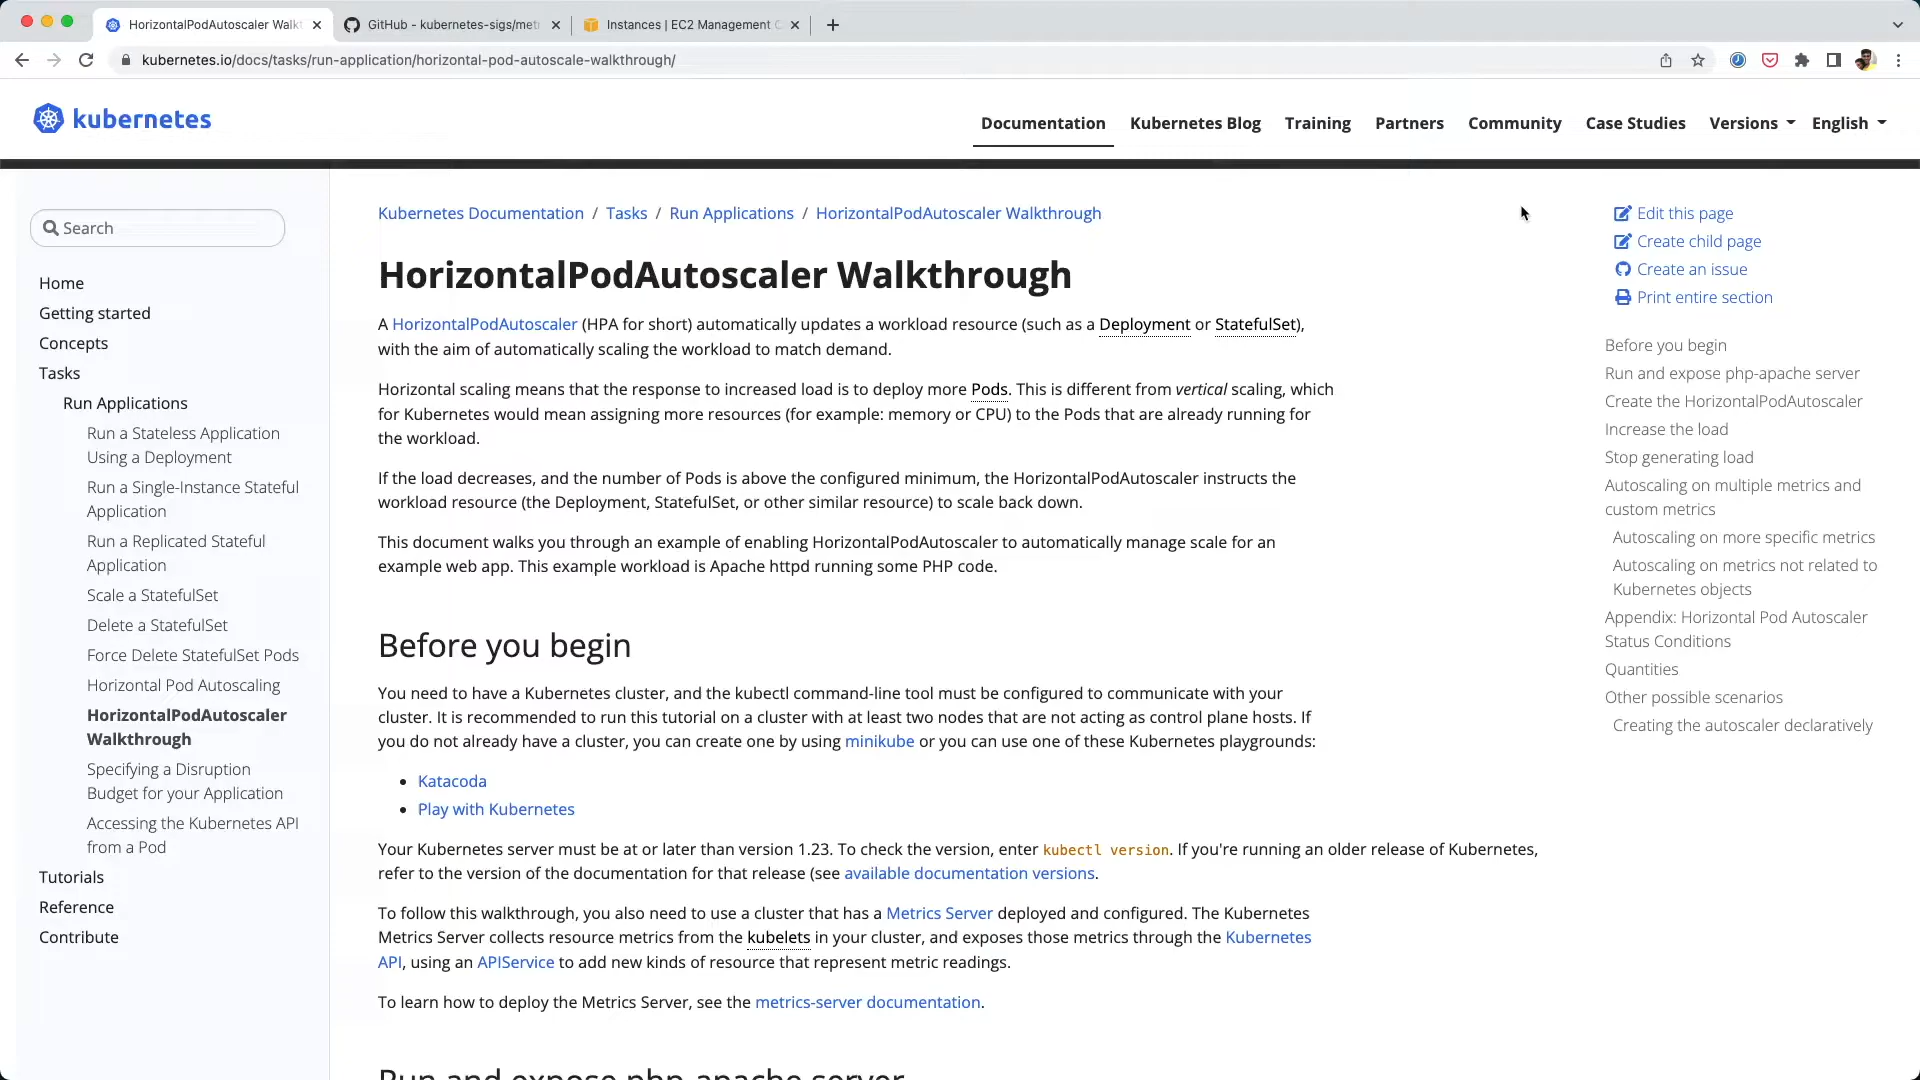 HorizontalPodAutoscaler Walkt
GitHub - kubernetes-sigs/metr
Instances | EC2 Management C
kubernetes.io/docs/tasks/run-application/horizontal-pod-autoscale-walkthrough/
kubernetes
Documentation
Kubernetes Blog
Training
Partners
Community
Case Studies
Versions
English
Search
Home
Getting started
Concepts
Tasks
Run Applications
Run a Stateless Application
Using a Deployment
Run a Single-Instance Stateful
Application
Run a Replicated Stateful
Application
Scale a StatefulSet
Delete a StatefulSet
Force Delete StatefulSet Pods
Horizontal Pod Autoscaling
HorizontalPodAutoscaler
Walkthrough
Specifying a Disruption
Budget for your Application
Accessing the Kubernetes API
from a Pod
Tutorials
Reference
Contribute
Kubernetes Documentation / Tasks / Run Applications / HorizontalPodAutoscaler Walkthrough
HorizontalPodAutoscaler Walkthrough
A HorizontalPodAutoscaler (HPA for short) automatically updates a workload resource (such as a Deployment or StatefulSet),
with the aim of automatically scaling the workload to match demand.
Horizontal scaling means that the response to increased load is to deploy more Pods. This is different from vertical scaling, which
for Kubernetes would mean assigning more resources (for example: memory or CPU) to the Pods that are already running for
the workload.
If the load decreases, and the number of Pods is above the configured minimum, the HorizontalPodAutoscaler instructs the
workload resource (the Deployment, StatefulSet, or other similar resource) to scale back down.
This document walks you through an example of enabling HorizontalPodAutoscaler to automatically manage scale for an
example web app. This example workload is Apache httpd running some PHP code.
Before you begin
You need to have a Kubernetes cluster, and the kubectl command-line tool must be configured to communicate with your
cluster. It is recommended to run this tutorial on a cluster with at least two nodes that are not acting as control plane hosts. If
you do not already have a cluster, you can create one by using minikube or you can use one of these Kubernetes playgrounds:
• Katacoda
• Play with Kubernetes
Your Kubernetes server must be at or later than version 1.23. To check the version, enter kubectl version. If you're running an older release of Kubernetes,
refer to the version of the documentation for that release (see available documentation versions.
To follow this walkthrough, you also need to use a cluster that has a Metrics Server deployed and configured. The Kubernetes
Metrics Server collects resource metrics from the kubelets in your cluster, and exposes those metrics through the Kubernetes
API, using an APIService to add new kinds of resource that represent metric readings.
To learn how to deploy the Metrics Server, see the metrics-server documentation.
Run and expose php-apache server
Edit this page
Create child page
Create an issue
Print entire section
Before you begin
Run and expose php-apache server
Create the HorizontalPodAutoscaler
Increase the load
Stop generating load
Autoscaling on multiple metrics and
custom metrics
Autoscaling on more specific metrics
Autoscaling on metrics not related to
Kubernetes objects
Appendix: Horizontal Pod Autoscaler
Status Conditions
Quantities
Other possible scenarios
Creating the autoscaler declaratively